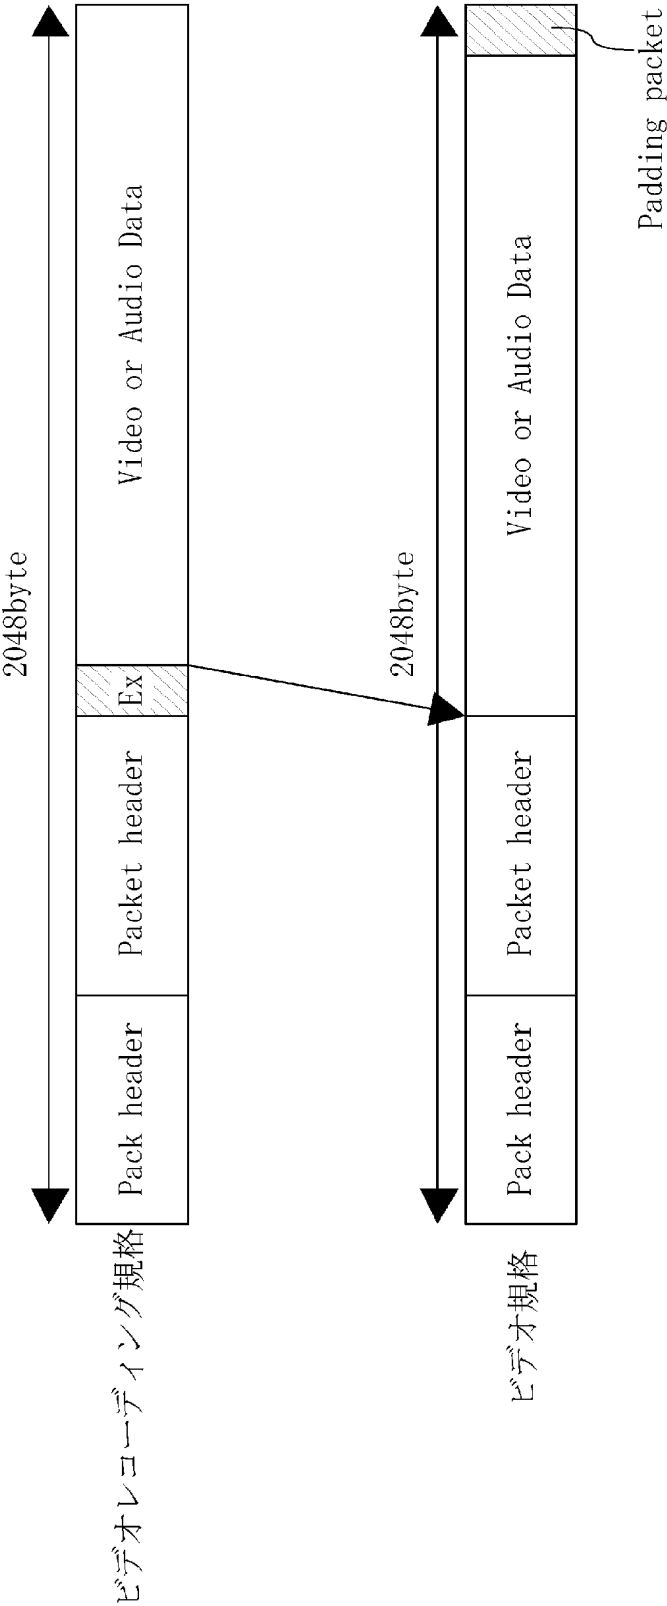 2048byte
ビデオレコーディング規格
Pack header
Packet header
Ex
Video or Audio Data
2048byte
ビデオ規格
Pack header
Packet header
Video or Audio Data
Padding packet